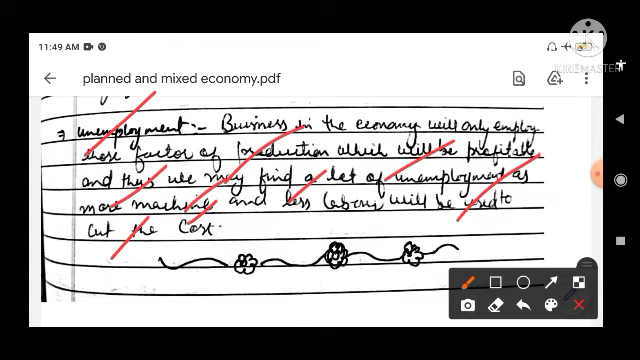 11:49 AM
KINEMASTER
planned and mixed economy.pdf
⇒ Unemployment:- Business in the economy will only employ
those factor of production which will be profitable
and thus we may find a lot of unemployment as
more machine and less labour will be used to
cut the cost.